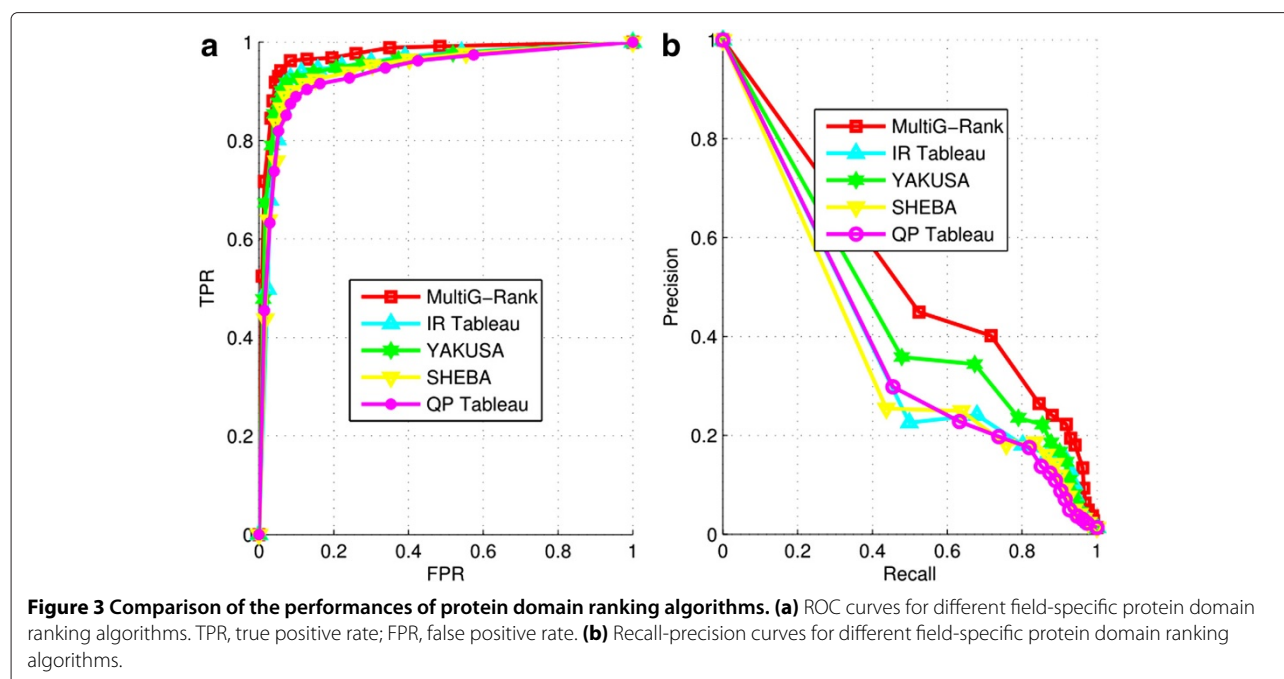 a
1
0.8
0.6
0.4
0.2
0
TPR
MultiG-Rank
IR Tableau
YAKUSA
SHEBA
QP Tableau
0 0.2 0.4 0.6 0.8 1
FPR
b
1
0.8
0.6
0.4
0.2
0
Precision
MultiG-Rank
IR Tableau
YAKUSA
SHEBA
QP Tableau
0 0.2 0.4 0.6 0.8 1
Recall
Figure 3 Comparison of the performances of protein domain ranking algorithms. (a) ROC curves for different field-specific protein domain
ranking algorithms. TPR, true positive rate; FPR, false positive rate. (b) Recall-precision curves for different field-specific protein domain ranking
algorithms.